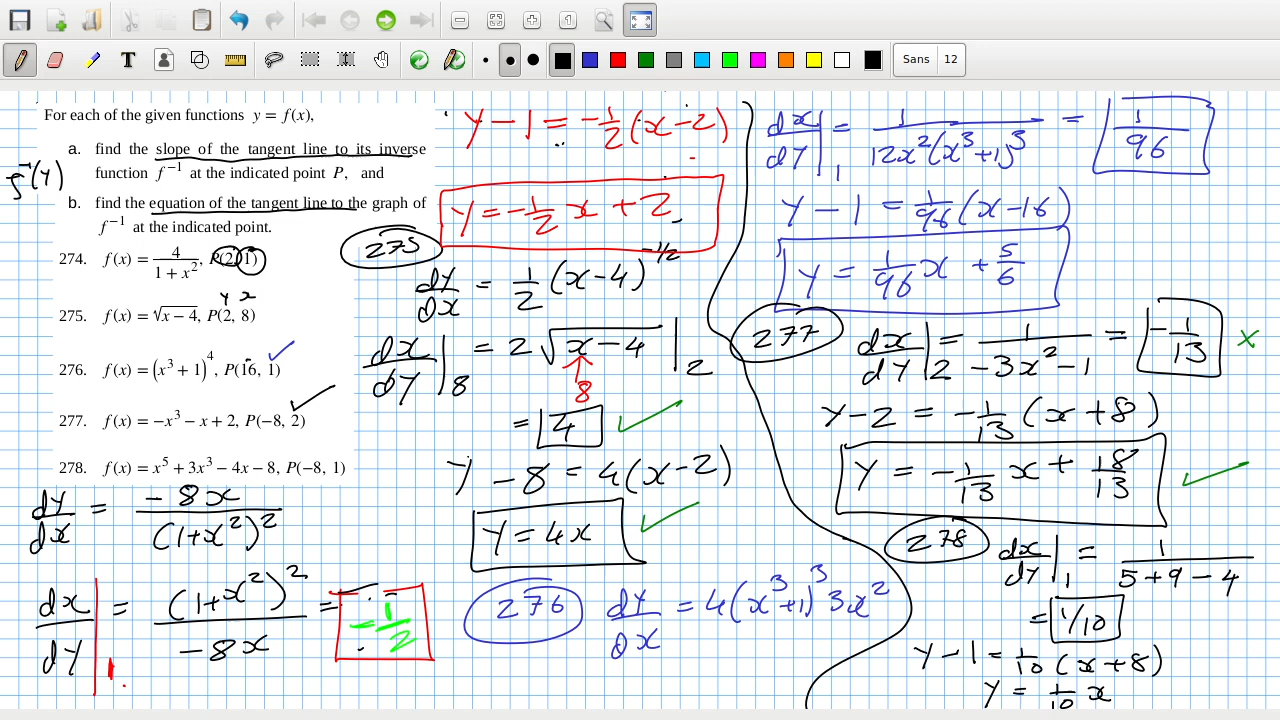 Sans 12
For each of the given functions y = f(x),
a. find the slope of the tangent line to its inverse
function f⁻¹ at the indicated point P, and
b. find the equation of the tangent line to the graph of
f⁻¹ at the indicated point.
f⁻¹(y)
274. f(x) = 4/(1 + x²), P(2, 1)
y x
275. f(x) = √(x − 4), P(2, 8)
276. f(x) = (x³ + 1)⁴, P(16, 1)
277. f(x) = −x³ − x + 2, P(−8, 2)
278. f(x) = x⁵ + 3x³ − 4x − 8, P(−8, 1)
dy/dx = −8x/(1+x²)²
dx/dy |₁ = (1+x²)²/−8x = −1/2
y − 1 = −1/2 (x − 2)
y = −1/2 x + 2
275
dy/dx = 1/2 (x−4)^−1/2
dx/dy |₈ = 2√(x−4) |₂
8
= 4
y − 8 = 4(x−2)
y = 4x
276 dy/dx = 4(x³+1)³ 3x²
dx/dy |₁ = 1/(12x²(x³+1)³) = 1/96
y − 1 = 1/96 (x−16)
y = 1/96 x + 5/6
277 dx/dy |₂ = 1/(−3x²−1) = −1/13 x
y−2 = −1/13 (x+8)
y = −1/13 x + 18/13
278 dx/dy |₁ = 1/(5+9−4)
= 1/10
y−1 = 1/10 (x+8)
y = 1/10 x